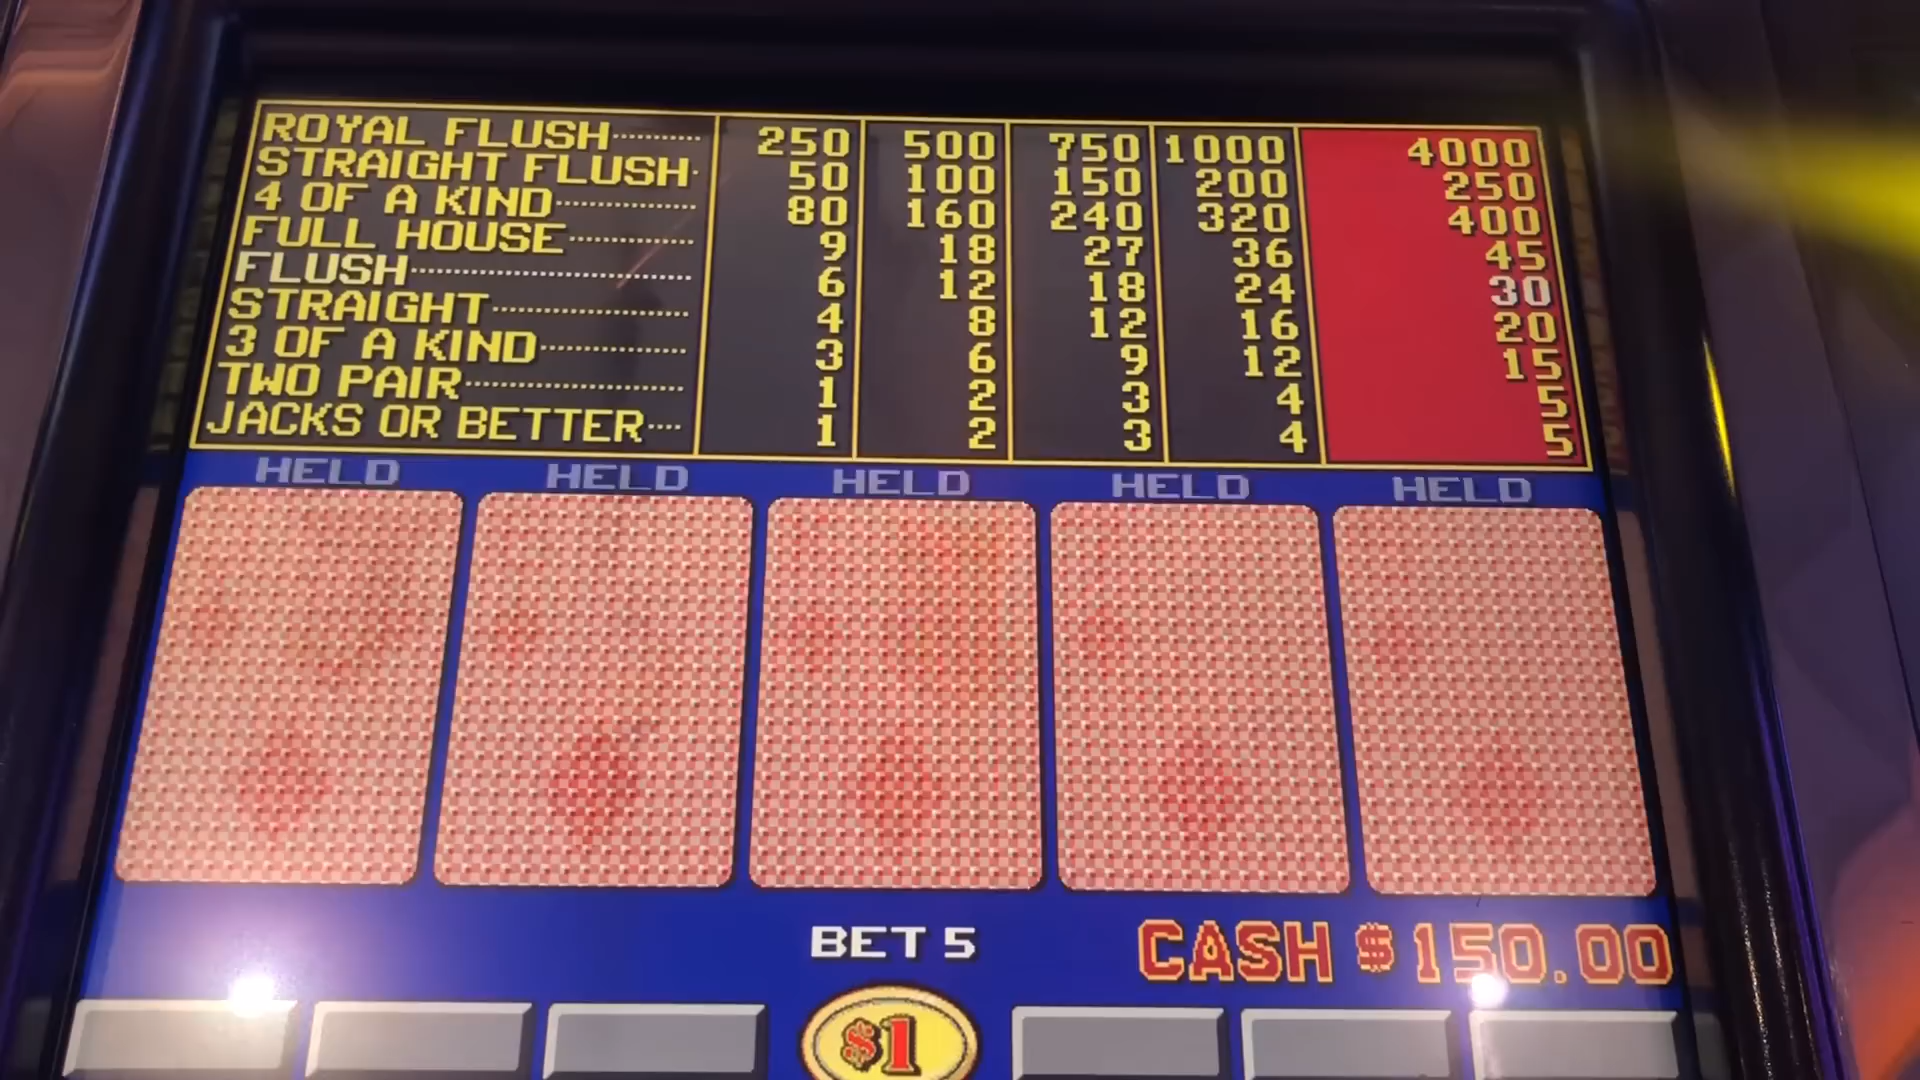 ROYAL FLUSH 250 500 750 1000 4000
STRAIGHT FLUSH 50 100 150 200 250
4 OF A KIND 80 160 240 320 400
FULL HOUSE 9 18 27 36 45
FLUSH 6 12 18 24 30
STRAIGHT 4 8 12 16 20
3 OF A KIND 3 6 9 12 15
TWO PAIR 1 2 3 4 5
JACKS OR BETTER 1 2 3 4 5
HELD HELD HELD HELD HELD
BET 5 CASH $150.00
$1